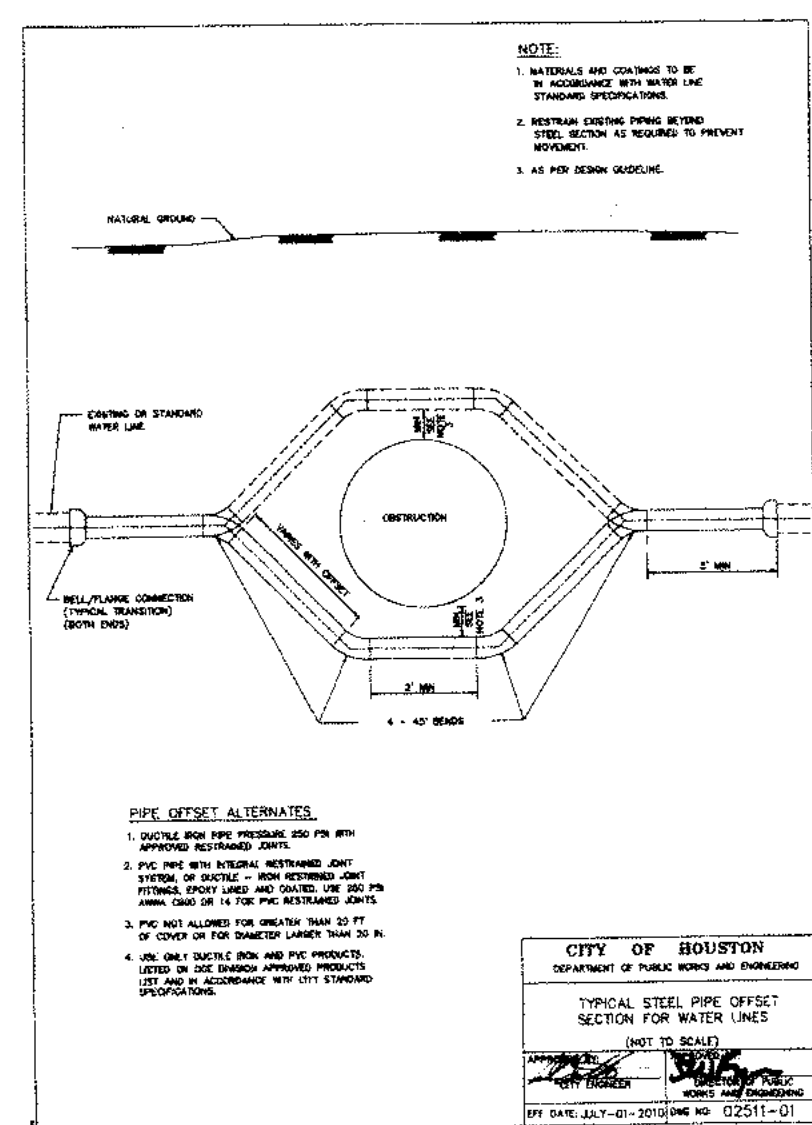 NOTE:
1. MATERIALS AND COATINGS TO BE
IN ACCORDANCE WITH WATER LINE
STANDARD SPECIFICATIONS.
2. RESTRAIN EXISTING PIPING BEYOND
STEEL SECTION AS REQUIRED TO PREVENT
MOVEMENT.
3. AS PER DESIGN GUIDELINE.
NATURAL GROUND
EXISTING OR STANDARD
WATER LINE
MIN
SEE
NOTE 3
OBSTRUCTION
VARIES WITH OFFSET
BELL/FLANGE CONNECTION
(TYPICAL TRANSITION)
(BOTH ENDS)
MIN
SEE
NOTE 3
MIN
2' MIN
4 - 45° BENDS
PIPE OFFSET ALTERNATES
1. DUCTILE IRON PIPE PRESSURE 250 PSI WITH
APPROVED RESTRAINED JOINTS.
2. PVC PIPE WITH INTEGRAL RESTRAINED JOINT
SYSTEM, OR DUCTILE - IRON RESTRAINED JOINT
FITTINGS, EPOXY LINED AND COATED, USE PSI
AWWA C900 DR 14 FOR PVC RESTRAINED JOINTS.
3. PVC NOT ALLOWED FOR GREATER THAN 20 FT
OF COVER OR FOR DIAMETER LARGER THAN 20 IN.
4. USE ONLY DUCTILE IRON AND PVC PRODUCTS,
LISTED ON DIVISION APPROVED PRODUCTS
LIST AND IN ACCORDANCE WITH CITY STANDARD
SPECIFICATIONS.
CITY OF HOUSTON
DEPARTMENT OF PUBLIC WORKS AND ENGINEERING
TYPICAL STEEL PIPE OFFSET
SECTION FOR WATER LINES
(NOT TO SCALE)
APPROVED BY:
CITY ENGINEER
APPROVED BY:
DIRECTOR OF PUBLIC
WORKS AND ENGINEERING
EFF DATE: JULY-01-2010
DWG NO: 02511-01